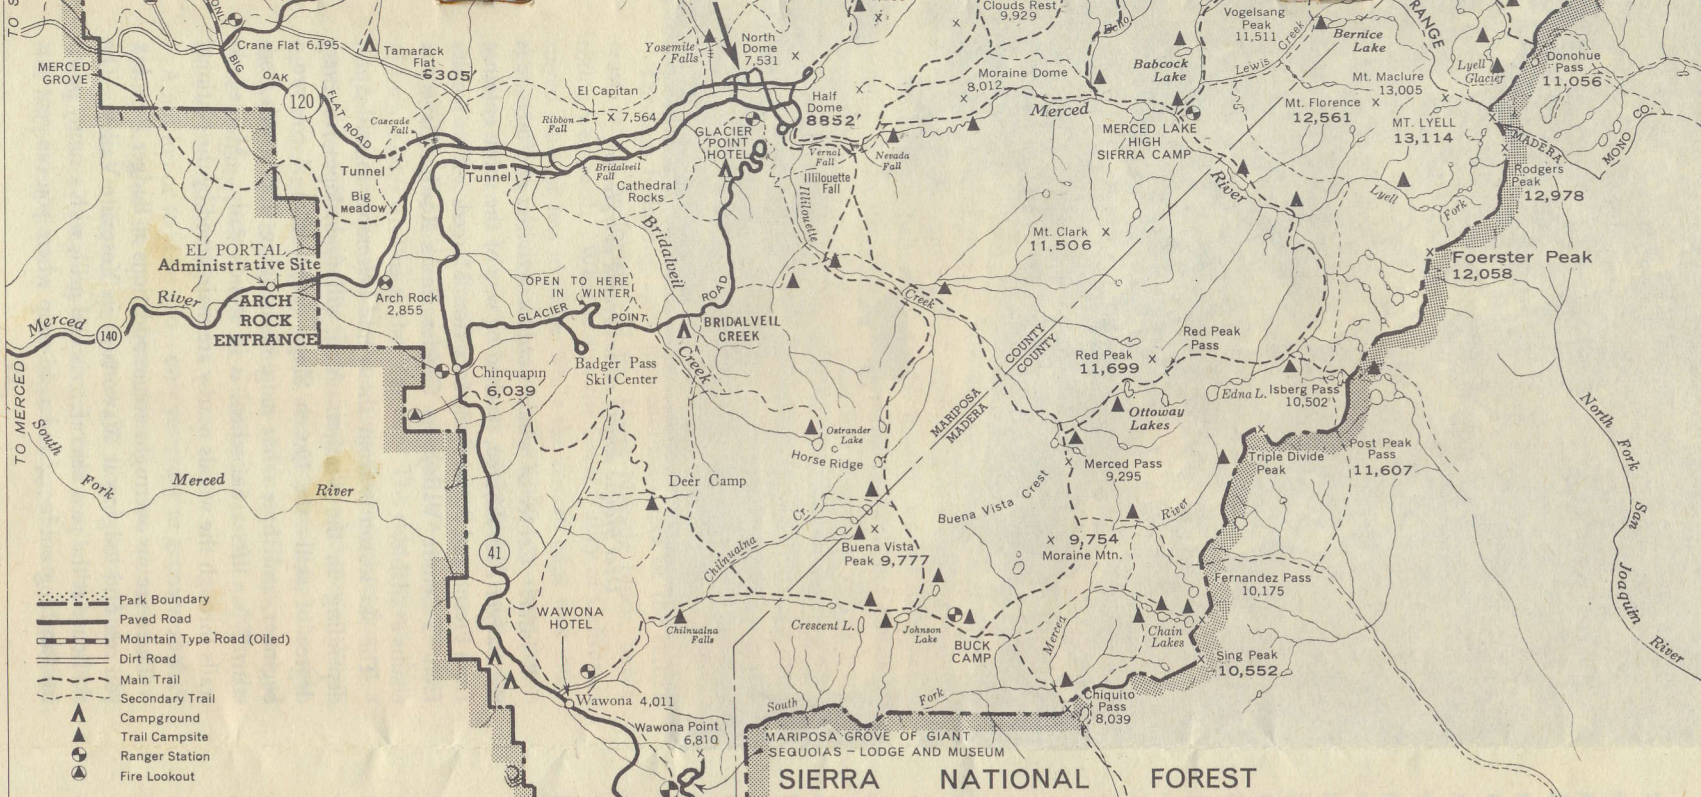 TO S
ONLY
Crane Flat 6,195
MERCED
GROVE
BIG
OAK
FLAT ROAD
120
Tamarack
Flat
6305'
Cascade
Fall
Tunnel
Big
Meadow
Tunnel
Ribbon
Fall
El Capitan
x 7,564
Yosemite
Falls
North
Dome
7,531
Bridalveil
Fall
Cathedral
Rocks
GLACIER
POINT
HOTEL
Half
Dome
8852'
Vernal
Fall
Nevada
Fall
Illilouette
Fall
Illilouette
Clouds Rest
9,929
Echo
Moraine Dome
8,012
Merced
Babcock
Lake
MERCED LAKE
HIGH
SIERRA CAMP
River
Vogelsang
Peak
11,511
Lewis
Creek
Bernice
Lake
RANGE
Lyell
Glacier
Mt. Maclure
13,005
Mt. Florence x
12,561
MT. LYELL
13,114
Donohue
Pass
11,056
MADERA
MONO CO.
Rodgers
Peak
12,978
Lyell
Fork
Foerster Peak
12,058
Mt. Clark x
11,506
EL PORTAL
Administrative Site
ARCH
ROCK
ENTRANCE
River
Merced
140
Arch Rock
2,855
TO MERCED
South
Fork
Merced
River
OPEN TO HERE
IN WINTER
GLACIER
POINT
ROAD
Bridalveil
Creek
BRIDALVEIL
CREEK
Badger Pass
Ski Center
Chinquapin
6,039
Creek
COUNTY
COUNTY
MARIPOSA
MADERA
Red Peak
Pass
Red Peak x
11,699
Ottoway
Lakes
Edna L.
Isberg Pass
10,502
Ostrander
Lake
Horse Ridge
Merced Pass
9,295
Triple Divide
Peak
Post Peak
Pass
11,607
North
Fork
San
Joaquin
River
Deer Camp
Cr.
Chilnualna
Buena Vista Crest
Buena Vista
Peak 9,777
x 9,754
Moraine Mtn.
River
Merced
Fernandez Pass
10,175
41
WAWONA
HOTEL
Chilnualna
Falls
Crescent L.
Johnson
Lake
BUCK
CAMP
Chain
Lakes
Sing Peak
10,552
Chiquito
Pass
8,039
South
Fork
Wawona 4,011
Wawona Point
6,810
x
MARIPOSA GROVE OF GIANT
SEQUOIAS – LODGE AND MUSEUM
SIERRA NATIONAL FOREST
Park Boundary
Paved Road
Mountain Type Road (Oiled)
Dirt Road
Main Trail
Secondary Trail
Campground
Trail Campsite
Ranger Station
Fire Lookout